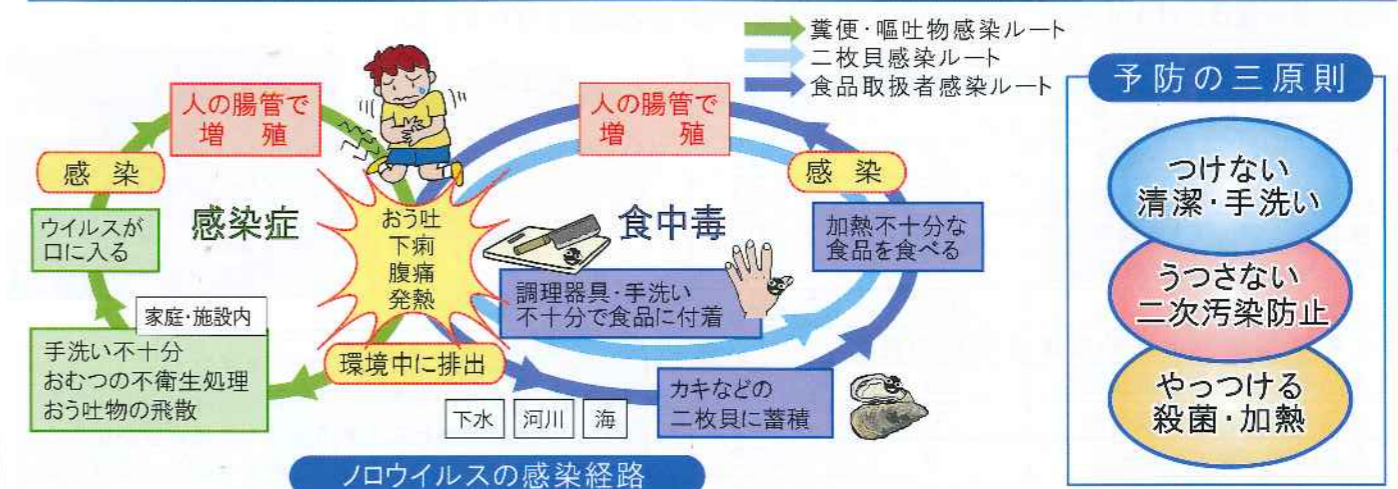 糞便・嘔吐物感染ルート
二枚貝感染ルート
食品取扱者感染ルート
人の腸管で
増 殖
感 染
ウイルスが
口に入る
感染症
家庭・施設内
手洗い不十分
おむつの不衛生処理
おう吐物の飛散
おう吐
下痢
腹痛
発熱
環境中に排出
人の腸管で
増 殖
感 染
食中毒
加熱不十分な
食品を食べる
調理器具・手洗い
不十分で食品に付着
カキなどの
二枚貝に蓄積
下水
河川
海
ノロウイルスの感染経路
予防の三原則
つけない
清潔・手洗い
うつさない
二次汚染防止
やっつける
殺菌・加熱